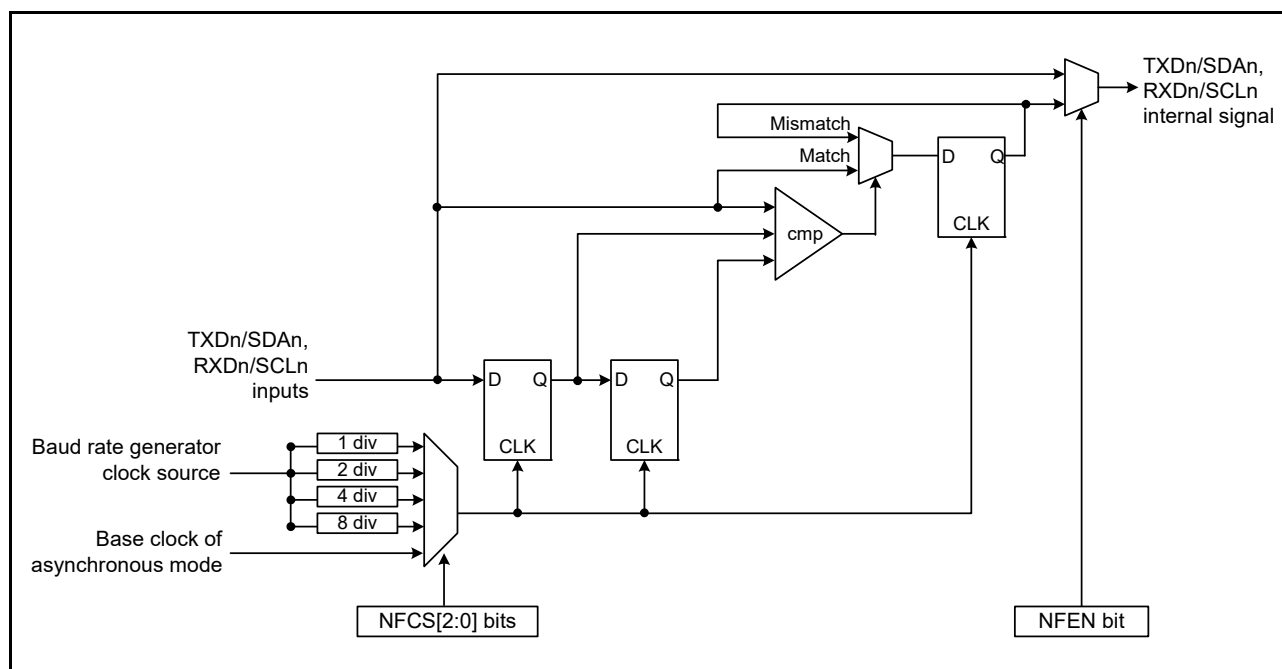 TXDn/SDAn,
RXDn/SCLn
internal signal
Mismatch
Match
D Q
CLK
cmp
TXDn/SDAn,
RXDn/SCLn
inputs
D Q
CLK
D Q
CLK
Baud rate generator
clock source
1 div
2 div
4 div
8 div
Base clock of
asynchronous mode
NFCS[2:0] bits
NFEN bit